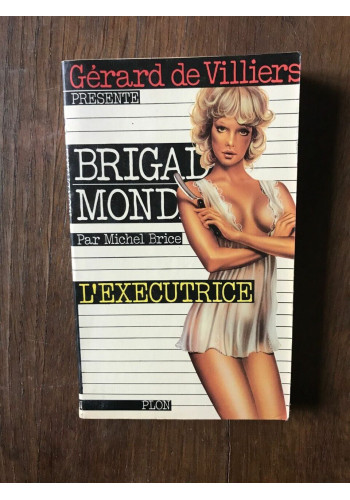 Gérard de Villiers
PRESENTE
BRIGAD
MOND
Par Michel Brice
L'EXECUTRICE
PLON